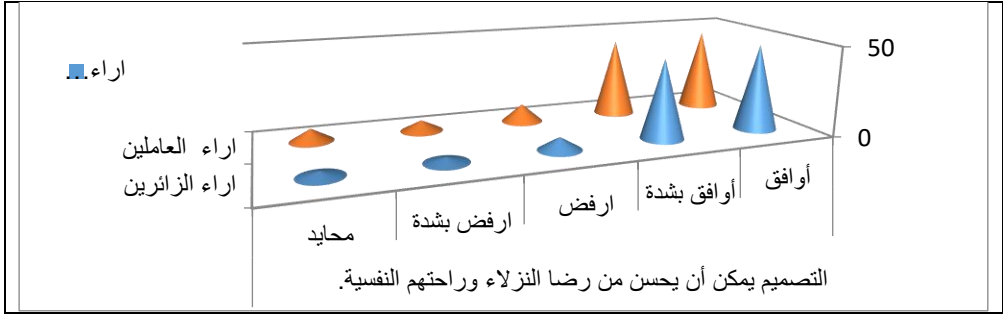 50
0
اراء...
اراء العاملين
اراء الزائرين
أوافق
أوافق بشدة
ارفض
ارفض بشدة
محايد
التصميم يمكن أن يحسن من رضا النزلاء وراحتهم النفسية.